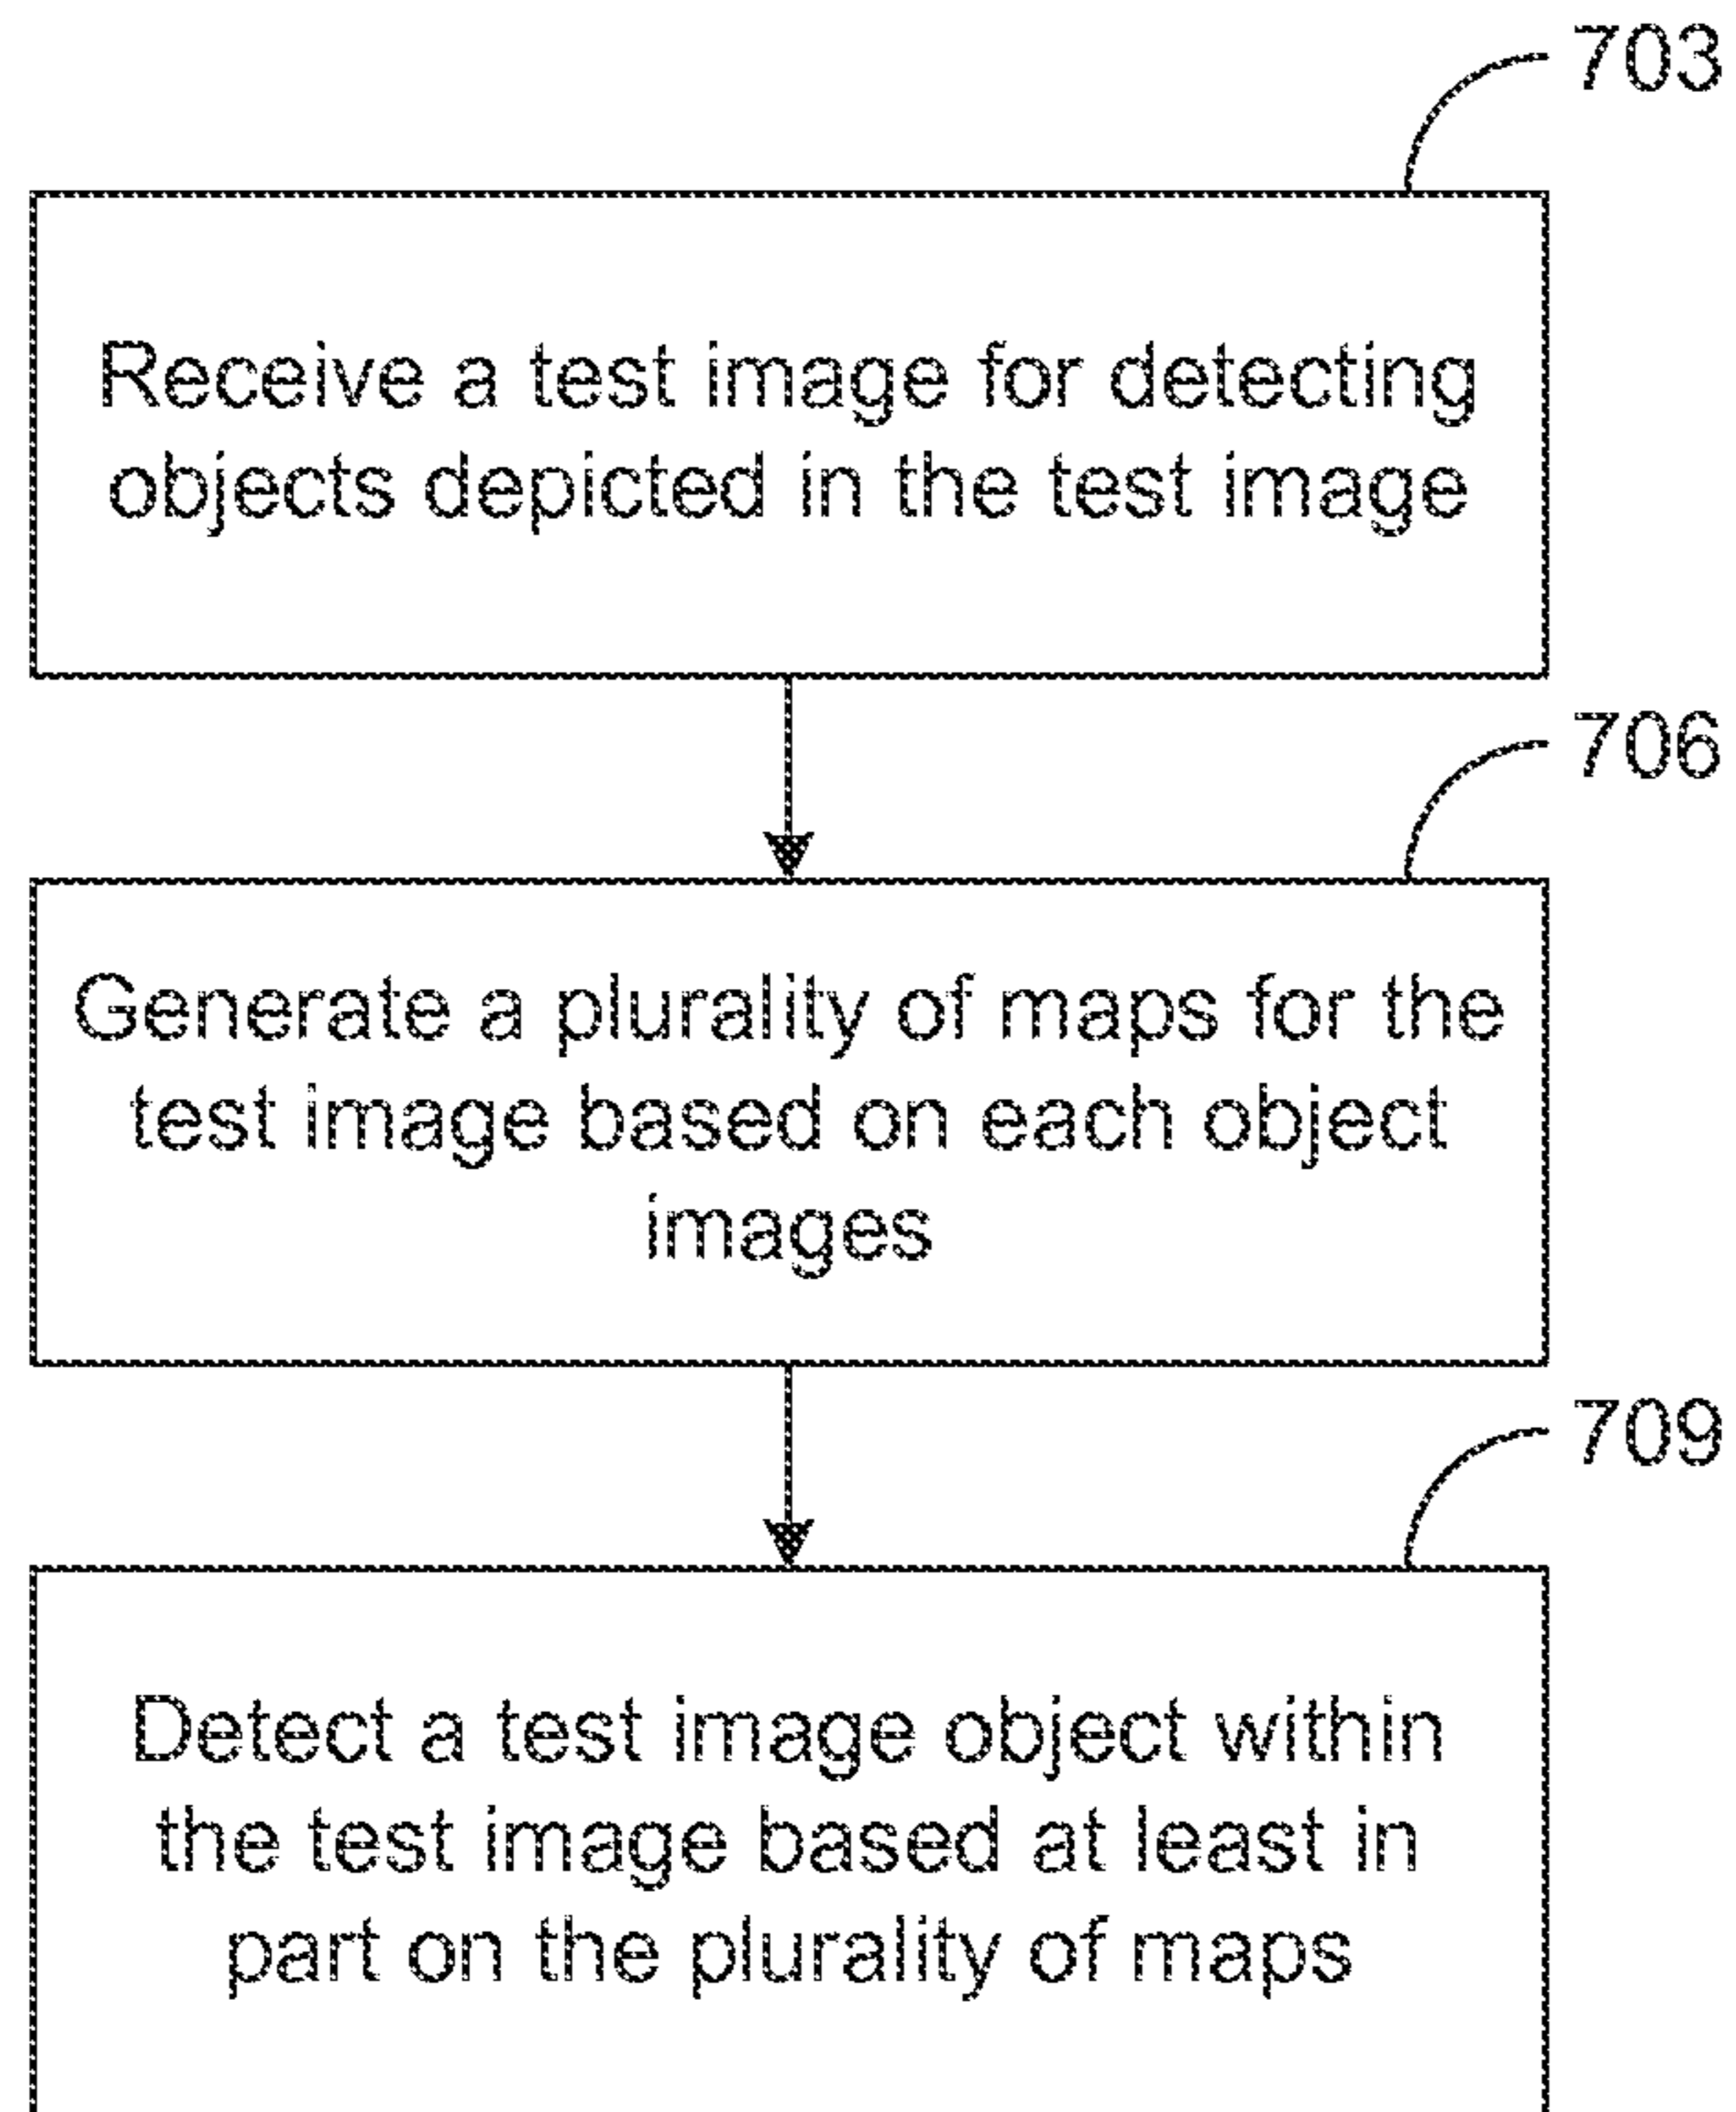 703
Receive a test image for detecting
objects depicted in the test image
706
Generate a plurality of maps for the
test image based on each object
images
709
Detect a test image object within
the test image based at least in
part on the plurality of maps